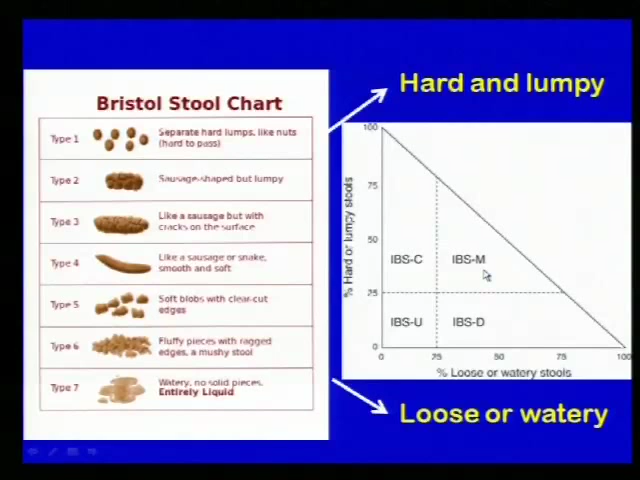 Hard and lumpy
Bristol Stool Chart
Type 1
Separate hard lumps, like nuts
(hard to pass)
Type 2
Sausage-shaped but lumpy
Type 3
Like a sausage but with
cracks on the surface
Type 4
Like a sausage or snake,
smooth and soft
Type 5
Soft blobs with clear-cut
edges
Type 6
Fluffy pieces with ragged
edges, a mushy stool
Type 7
Watery, no solid pieces.
Entirely Liquid
% Hard or lumpy stools
100
75
50
25
0
IBS-C
IBS-M
IBS-U
IBS-D
0
25
50
75
100
% Loose or watery stools
Loose or watery